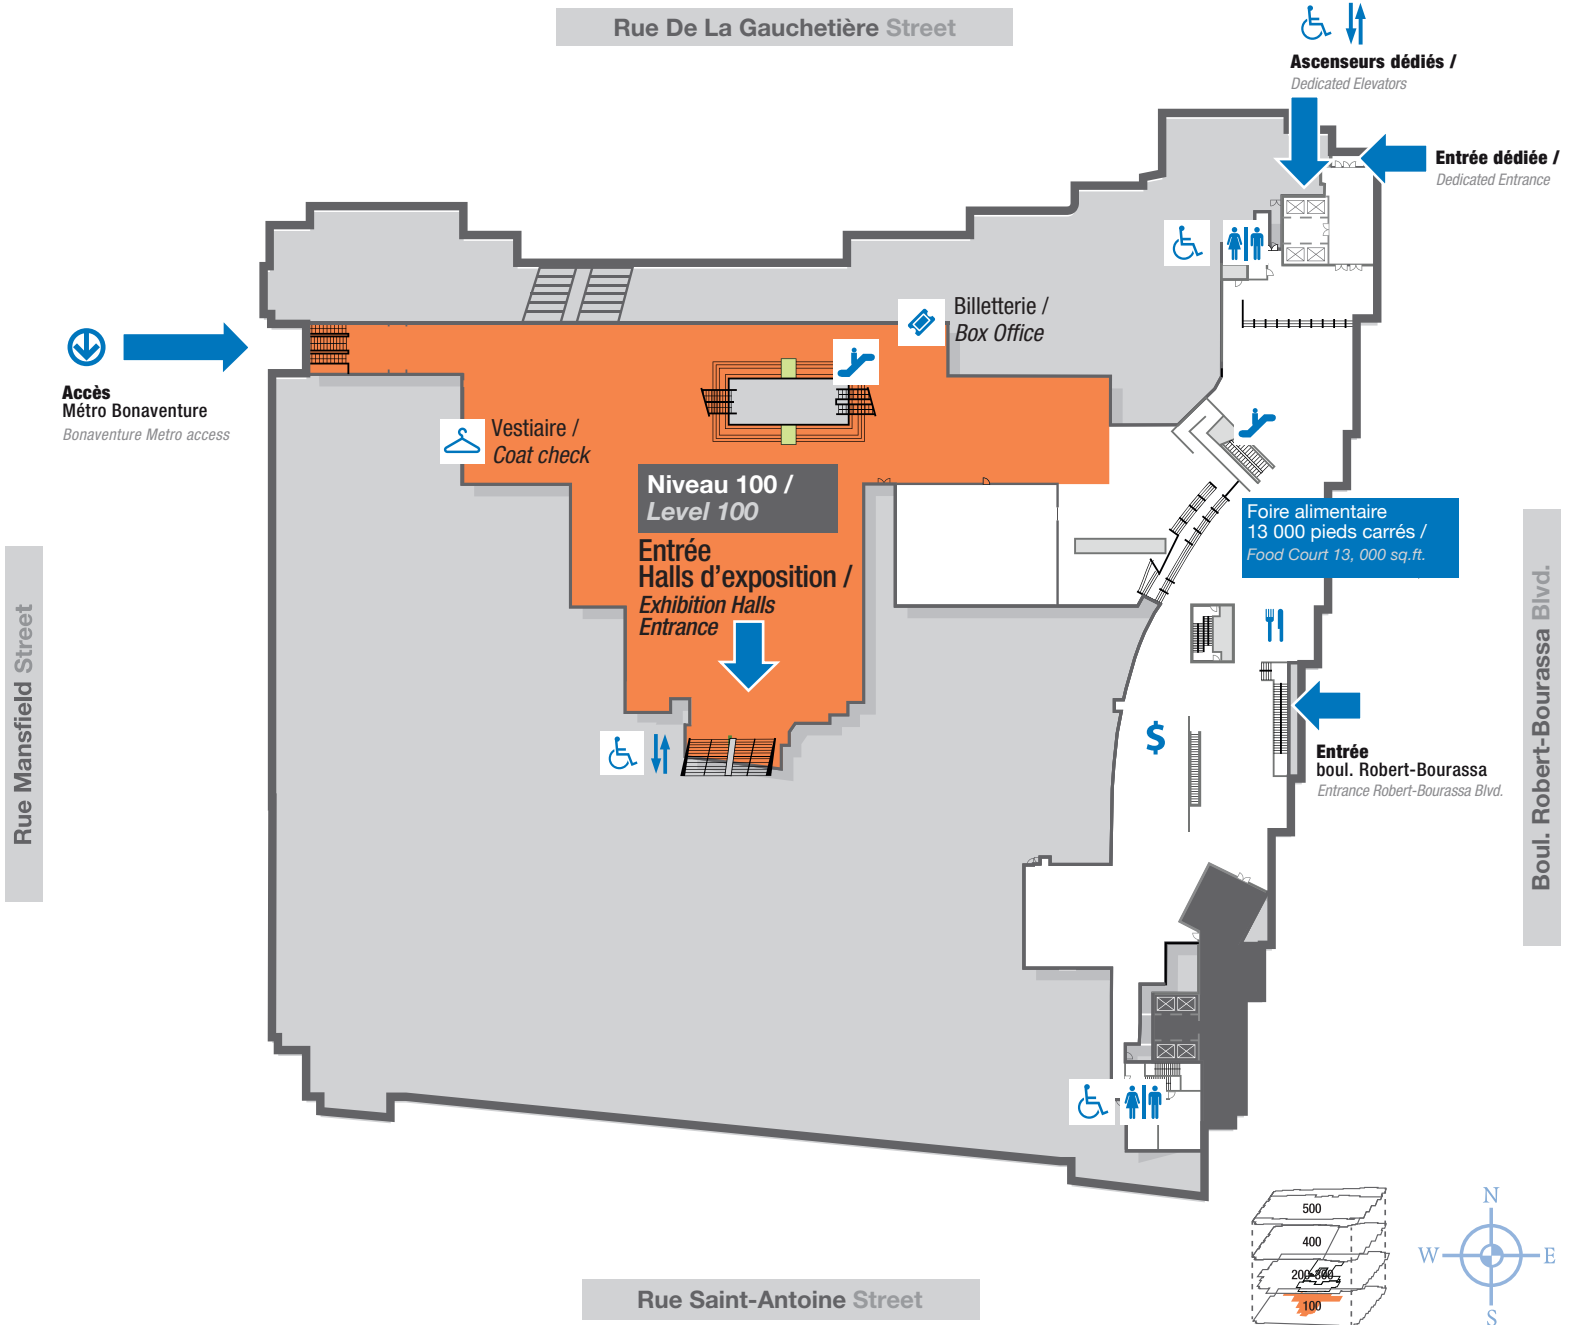 Rue De La Gauchetière Street
Ascenseurs dédiés /
Dedicated Elevators
Entrée dédiée /
Dedicated Entrance
Billetterie /
Box Office
Accès
Métro Bonaventure
Bonaventure Metro access
Vestiaire /
Coat check
Niveau 100 /
Level 100
Entrée
Halls d'exposition /
Exhibition Halls
Entrance
Foire alimentaire
13 000 pieds carrés /
Food Court 13, 000 sq.ft.
Rue Mansfield Street
Boul. Robert-Bourassa Blvd.
$
Entrée
boul. Robert-Bourassa
Entrance Robert-Bourassa Blvd.
500
400
200-300
100
N
W
E
S
Rue Saint-Antoine Street